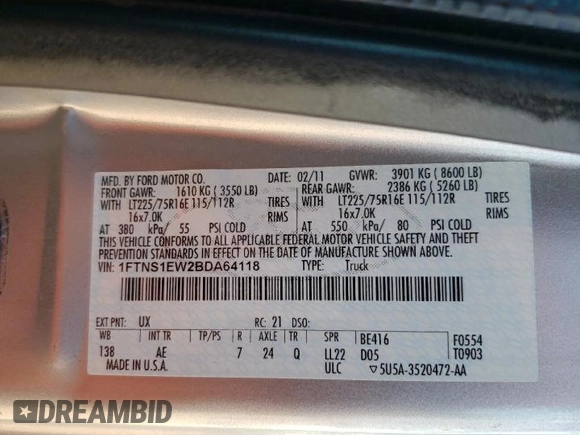 MFD. BY FORD MOTOR CO. DATE: 02/11 GVWR: 3901 KG ( 8600 LB)
FRONT GAWR: 1610 KG ( 3550 LB) REAR GAWR: 2386 KG ( 5260 LB)
WITH LT225/75R16E 115/112R TIRES WITH LT225/75R16E 115/112R TIRES
16x7.0K RIMS 16x7.0K RIMS
AT 380 kPa/ 55 PSI COLD AT 550 kPa/ 80 PSI COLD
THIS VEHICLE CONFORMS TO ALL APPLICABLE FEDERAL MOTOR VEHICLE SAFETY AND THEFT
PREVENTION STANDARDS IN EFFECT ON THE DATE OF MANUFACTURE SHOWN ABOVE.
VIN: 1FTNS1EW2BDA64118 TYPE: Truck
EXT PNT: UX RC: 21 DSO:
WB INT TR TP/PS R AXLE TR SPR BE416 F0554
138 AE 7 24 Q LL22 D05 T0903
MADE IN U.S.A. ULC ▽5U5A-3520472-AA
DREAMBID